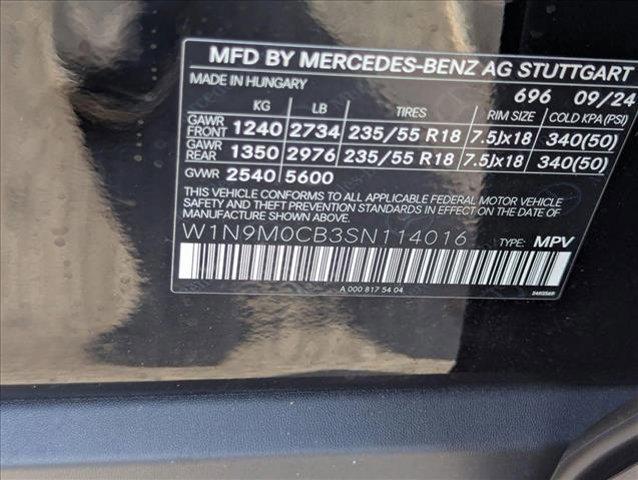 MFD BY MERCEDES-BENZ AG STUTTGART
MADE IN HUNGARY 696 09/24
KG LB TIRES RIM SIZE COLD KPA(PSI)
GAWR FRONT 1240 2734 235/55 R18 7.5Jx18 340(50)
GAWR REAR 1350 2976 235/55 R18 7.5Jx18 340(50)
GVWR 2540 5600
THIS VEHICLE CONFORMS TO ALL APPLICABLE FEDERAL MOTOR VEHICLE
SAFETY AND THEFT PREVENTION STANDARDS IN EFFECT ON THE DATE OF
MANUFACTURE SHOWN ABOVE.
W1N9M0CB3SN114016 TYPE: MPV
A 000 817 54 04